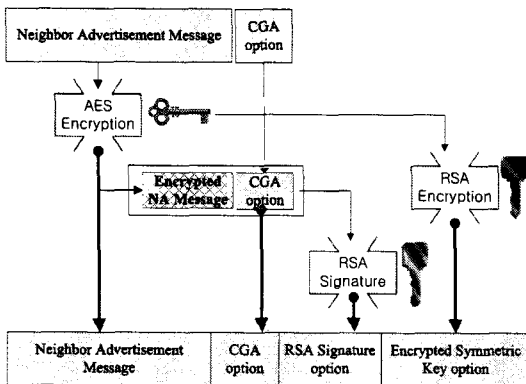 Neighbor Advertisement Message
CGA
option
AES
Encryption
Encrypted
NA Message
CGA
option
RSA
Encryption
RSA
Signature
Neighbor Advertisement
Message
CGA
option
RSA Signature
option
Encrypted Symmetric
Key option